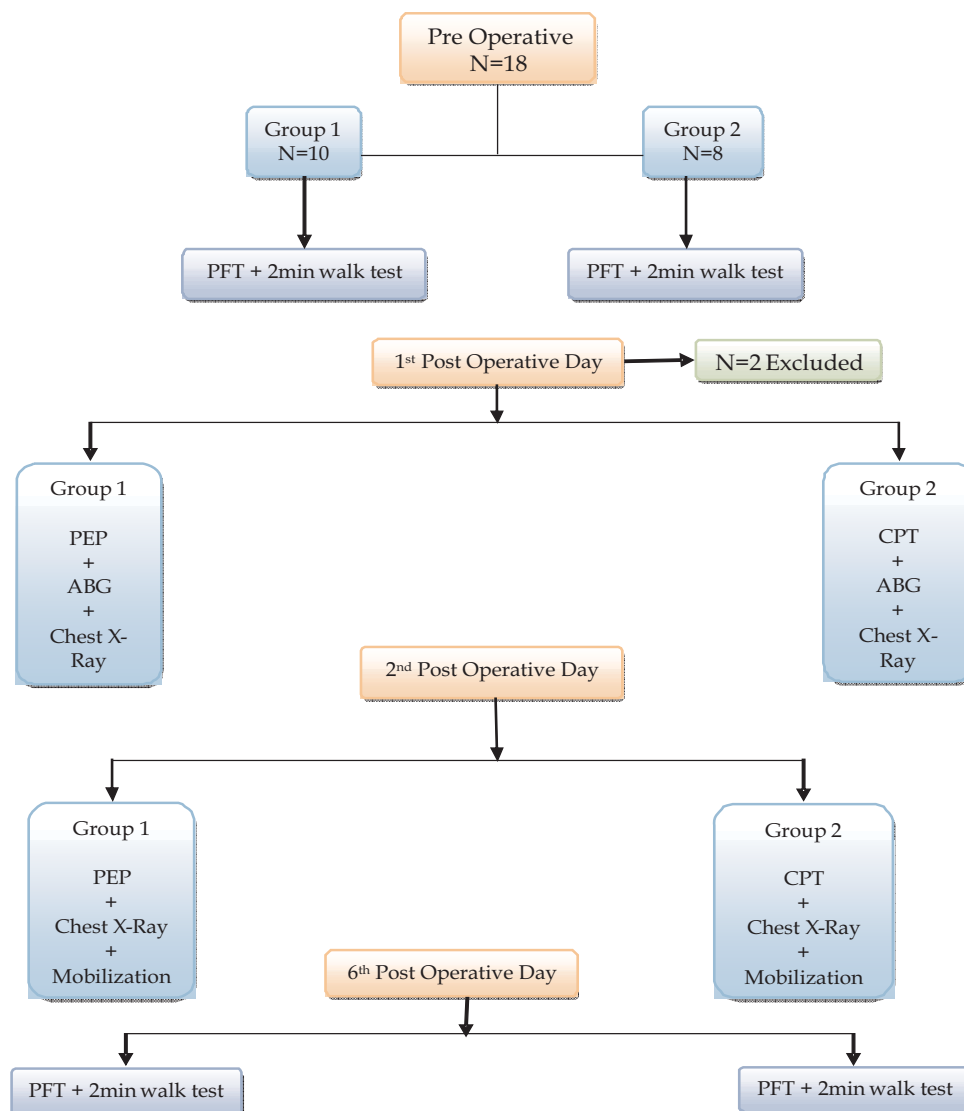 Pre Operative
N=18
Group 1
N=10
Group 2
N=8
PFT + 2min walk test
PFT + 2min walk test
1st Post Operative Day
N=2 Excluded
Group 1
PEP
+
ABG
+
Chest X-
Ray
Group 2
CPT
+
ABG
+
Chest X-
Ray
2nd Post Operative Day
Group 1
PEP
+
Chest X-Ray
+
Mobilization
Group 2
CPT
+
Chest X-Ray
+
Mobilization
6th Post Operative Day
PFT + 2min walk test
PFT + 2min walk test